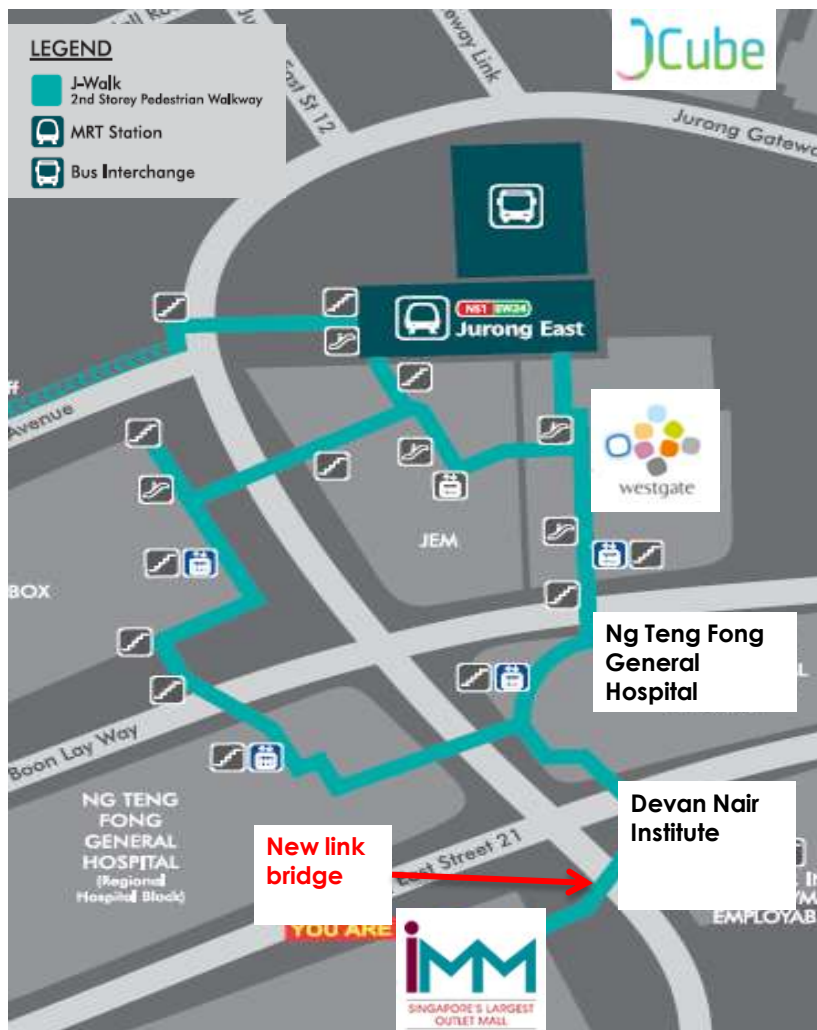 LEGEND
J-Walk
2nd Storey Pedestrian Walkway
MRT Station
Bus Interchange
East St 12
eway Link
JCube
Jurong Gateway
NS1 EW24
Jurong East
ff
Avenue
westgate
JEM
BOX
Ng Teng Fong
General
Hospital
L
Boon Lay Way
NG TENG
FONG
GENERAL
HOSPITAL
(Regional
Hospital Block)
Devan Nair
Institute
New link
bridge
East Street 21
YOU ARE
EMPLOYAB
IMM
SINGAPORE'S LARGEST
OUTLET MALL